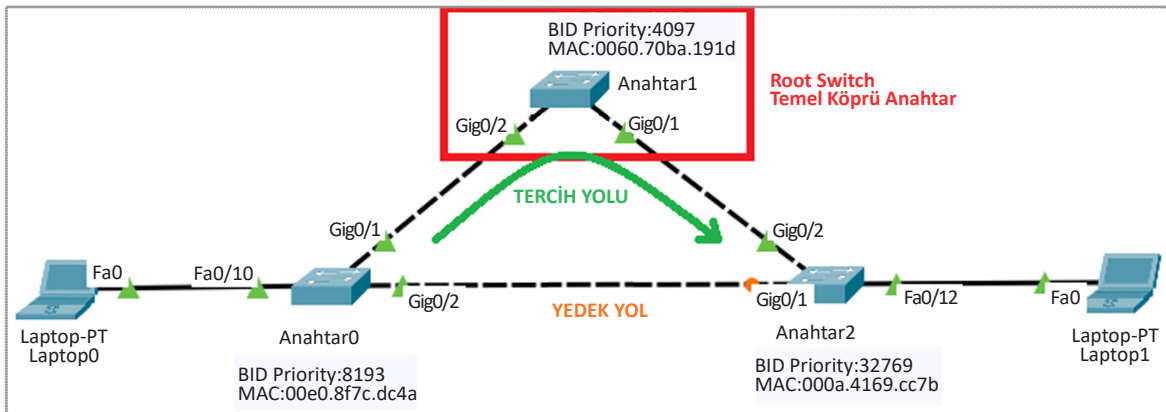 BID Priority:4097
MAC:0060.70ba.191d
Anahtar1
Root Switch
Temel Köprü Anahtar
Gig0/2
Gig0/1
TERCİH YOLU
Gig0/1
Gig0/2
Fa0
Fa0/10
Gig0/2
YEDEK YOL
Gig0/1
Fa0/12
Fa0
Laptop-PT
Laptop0
Anahtar0
Anahtar2
Laptop-PT
Laptop1
BID Priority:8193
MAC:00e0.8f7c.dc4a
BID Priority:32769
MAC:000a.4169.cc7b